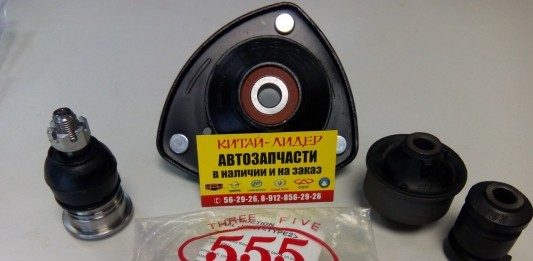 КИТАЙ-ЛИДЕР
АВТОЗАПЧАСТИ
в наличии и на заказ
56-29-26, 8-912-856-29-26
THREE FIVE
555